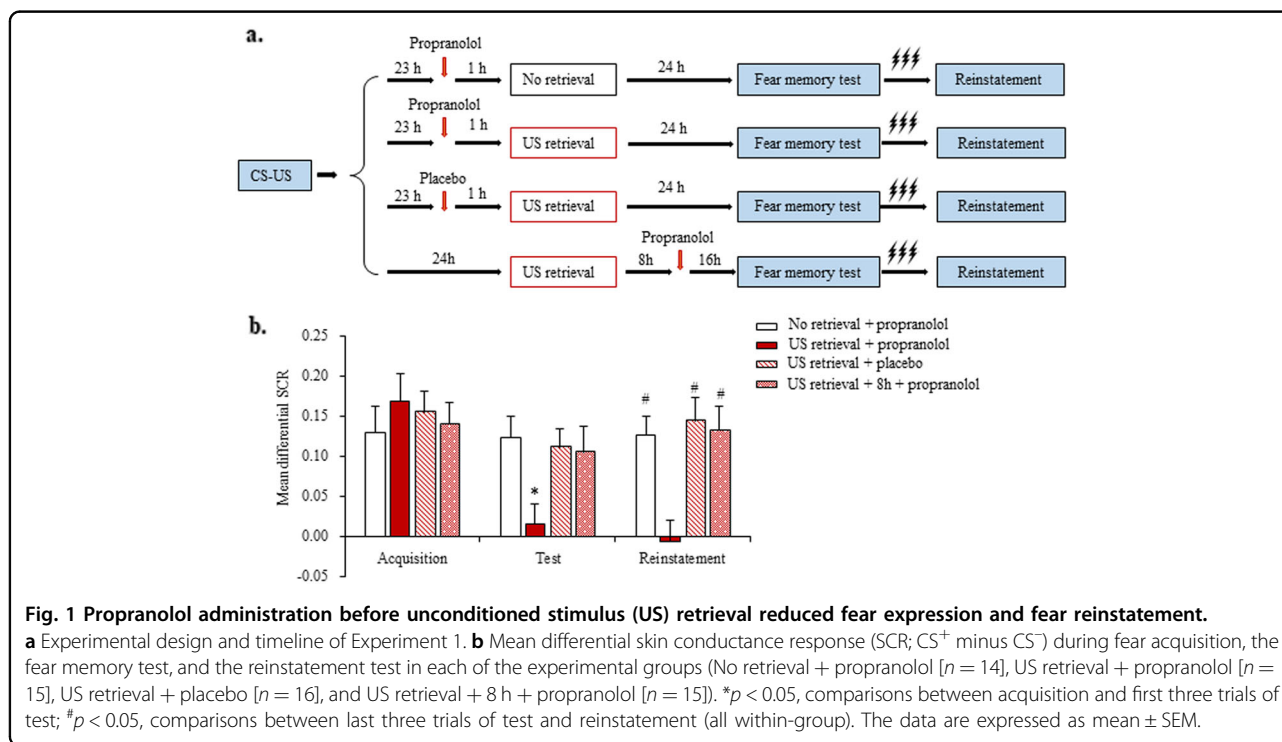 a.
Propranolol
23 h 1 h No retrieval 24 h Fear memory test Reinstatement
Propranolol
23 h 1 h US retrieval 24 h Fear memory test Reinstatement
CS-US
Placebo
23 h 1 h US retrieval 24 h Fear memory test Reinstatement
Propranolol
24h US retrieval 8h 16h Fear memory test Reinstatement
b.
No retrieval + propranolol
US retrieval + propranolol
US retrieval + placebo
US retrieval + 8h + propranolol
Mean differential SCR
0.25
0.20
0.15
0.10
0.05
0.00
-0.05
*
# # #
Acquisition Test Reinstatement
Fig. 1 Propranolol administration before unconditioned stimulus (US) retrieval reduced fear expression and fear reinstatement.
a Experimental design and timeline of Experiment 1. b Mean differential skin conductance response (SCR; CS⁺ minus CS⁻) during fear acquisition, the
fear memory test, and the reinstatement test in each of the experimental groups (No retrieval + propranolol [n = 14], US retrieval + propranolol [n =
15], US retrieval + placebo [n = 16], and US retrieval + 8 h + propranolol [n = 15]). *p < 0.05, comparisons between acquisition and first three trials of
test; #p < 0.05, comparisons between last three trials of test and reinstatement (all within-group). The data are expressed as mean ± SEM.